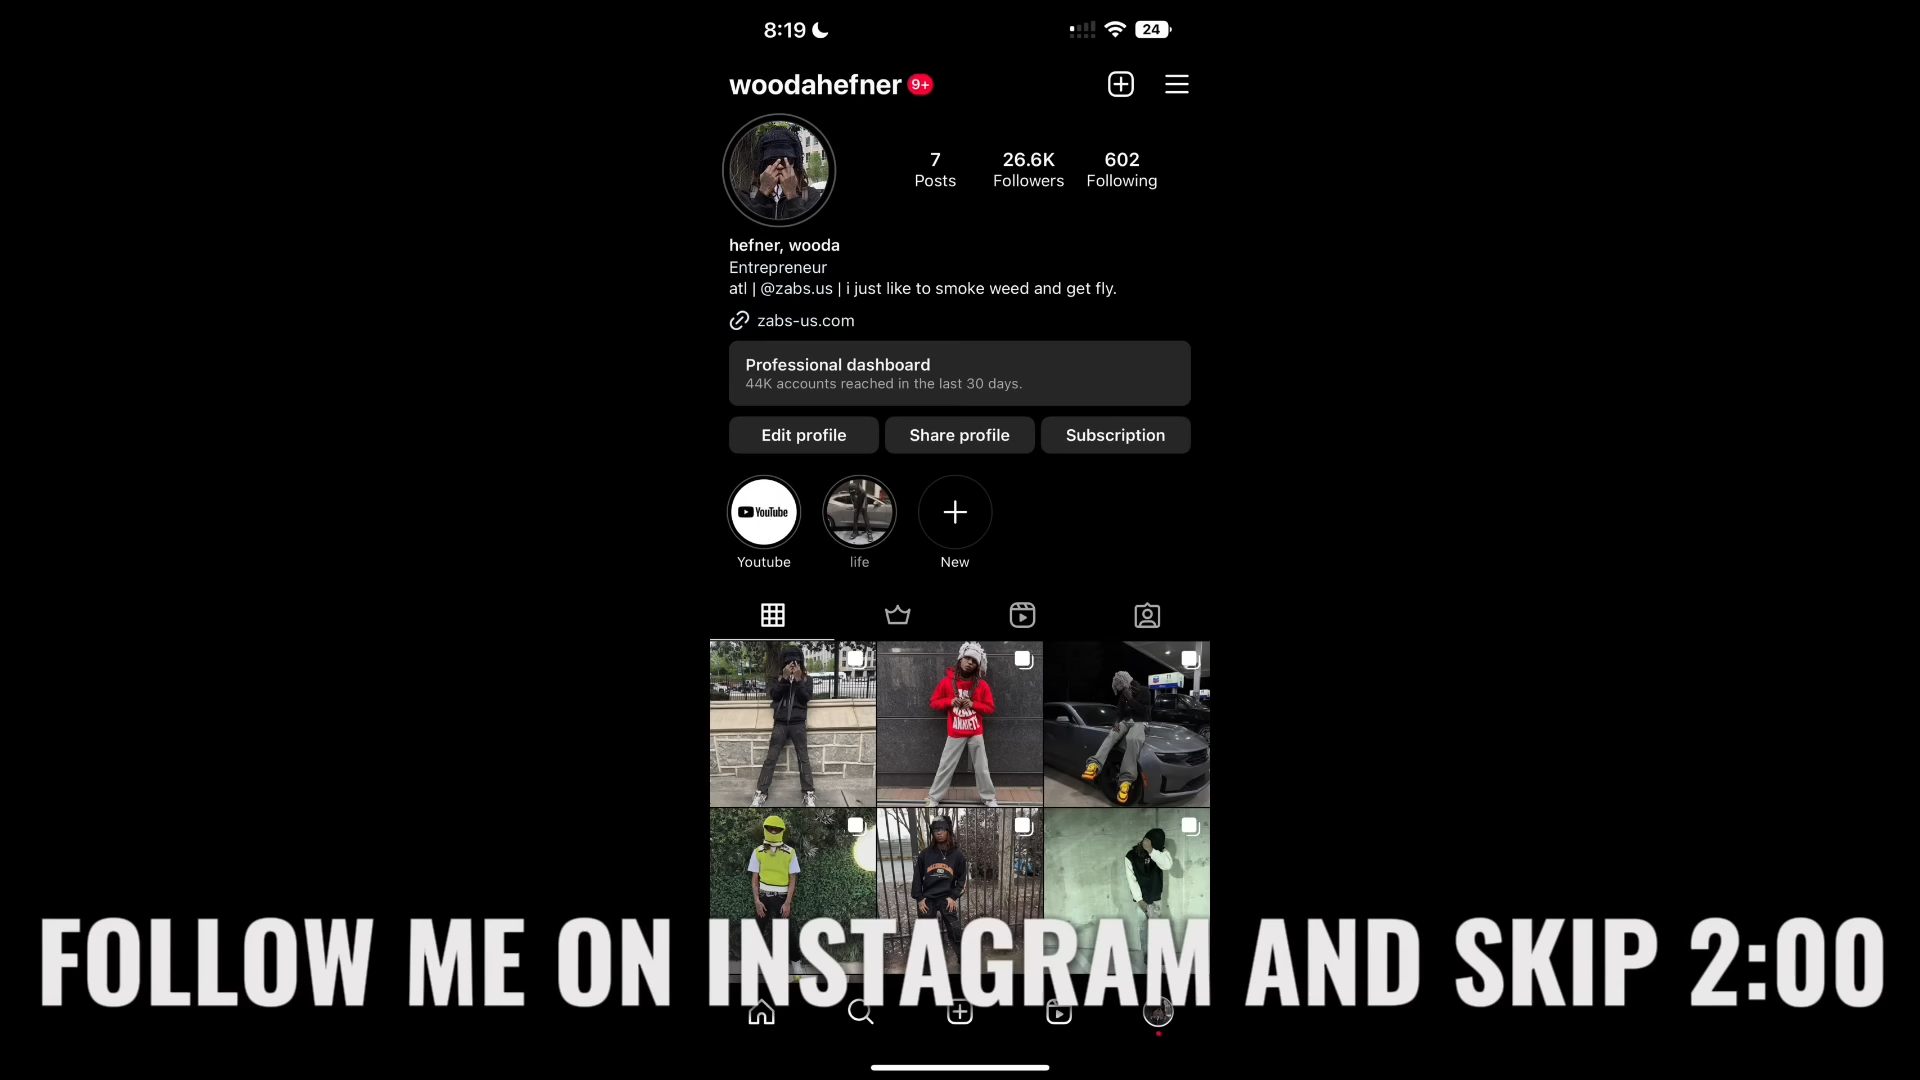 8:19
24
woodahefner 9+
7 26.6K 602
Posts Followers Following
hefner, wooda
Entrepreneur
atl | @zabs.us | i just like to smoke weed and get fly.
zabs-us.com
Professional dashboard
44K accounts reached in the last 30 days.
Edit profile Share profile Subscription
YouTube
Youtube life New
ANXIETY
FOLLOW ME ON INSTAGRAM AND SKIP 2:00